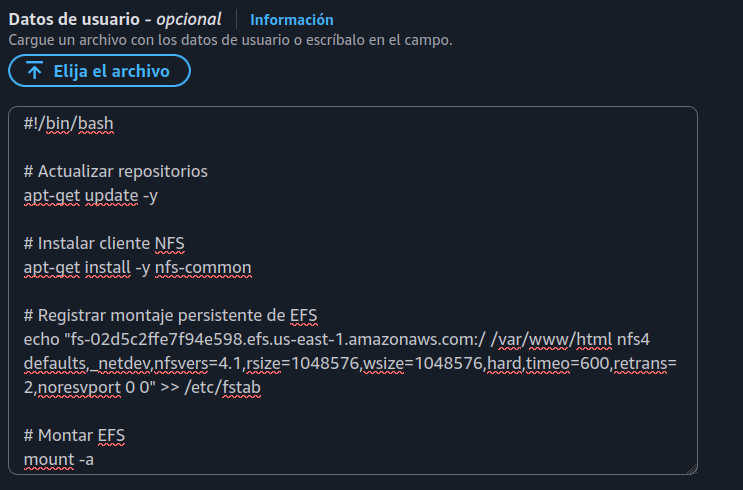 Datos de usuario - opcional Información
Cargue un archivo con los datos de usuario o escríbalo en el campo.
Elija el archivo
#!/bin/bash
# Actualizar repositorios
apt-get update -y
# Instalar cliente NFS
apt-get install -y nfs-common
# Registrar montaje persistente de EFS
echo "fs-02d5c2ffe7f94e598.efs.us-east-1.amazonaws.com:/ /var/www/html nfs4
defaults,_netdev,nfsvers=4.1,rsize=1048576,wsize=1048576,hard,timeo=600,retrans=
2,noresvport 0 0" >> /etc/fstab
# Montar EFS
mount -a